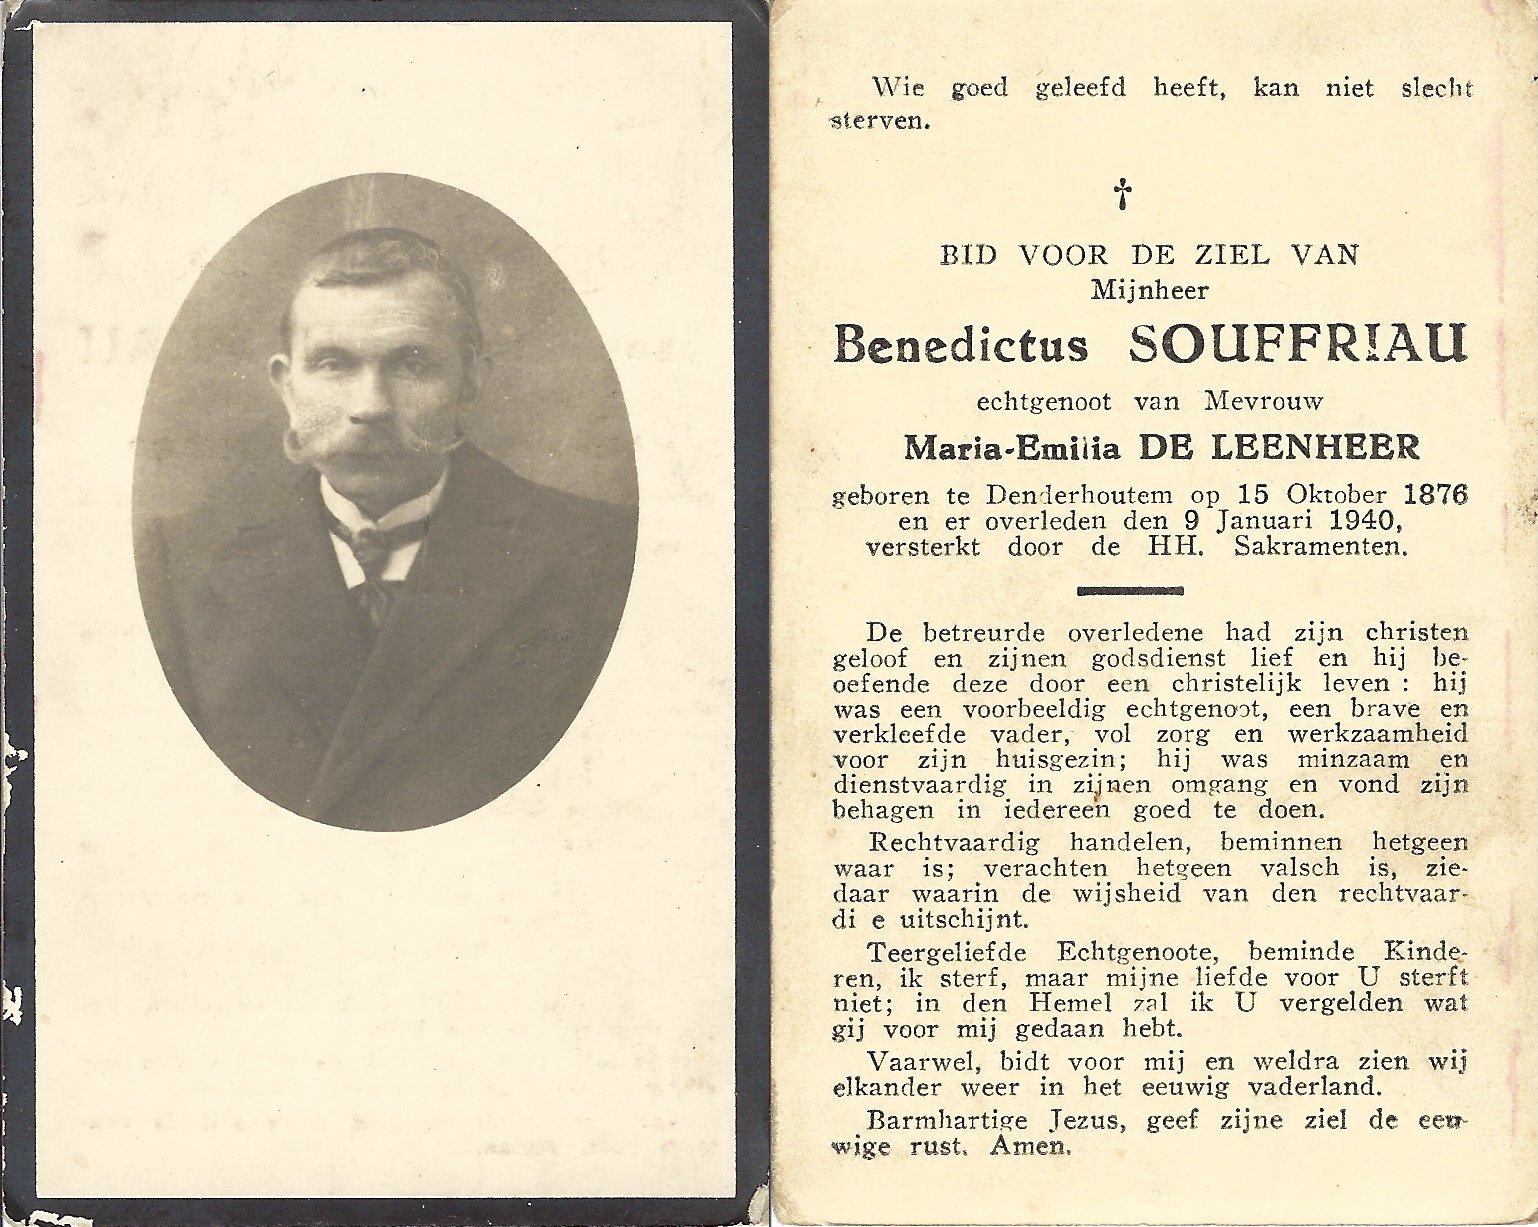 Wie goed geleefd heeft, kan niet slecht
sterven.
BID VOOR DE ZIEL VAN
Mijnheer
Benedictus SOUFFRIAU
echtgenoot van Mevrouw
Maria-Emilia DE LEENHEER
geboren te Denderhoutem op 15 Oktober 1876
en er overleden den 9 Januari 1940,
versterkt door de HH. Sakramenten.
De betreurde overledene had zijn christen
geloof en zijnen godsdienst lief en hij be-
oefende deze door een christelijk leven : hij
was een voorbeeldig echtgenoot, een brave en
verkleefde vader, vol zorg en werkzaamheid
voor zijn huisgezin; hij was minzaam en
dienstvaardig in zijnen omgang en vond zijn
behagen in iedereen goed te doen.
Rechtvaardig handelen, beminnen hetgeen
waar is; verachten hetgeen valsch is, zie-
daar waarin de wijsheid van den rechtvaar-
di e uitschijnt.
Teergeliefde Echtgenoote, beminde Kinde-
ren, ik sterf, maar mijne liefde voor U sterft
niet; in den Hemel zal ik U vergelden wat
gij voor mij gedaan hebt.
Vaarwel, bidt voor mij en weldra zien wij
elkander weer in het eeuwig vaderland.
Barmhartige Jezus, geef zijne ziel de eeu-
wige rust. Amen.